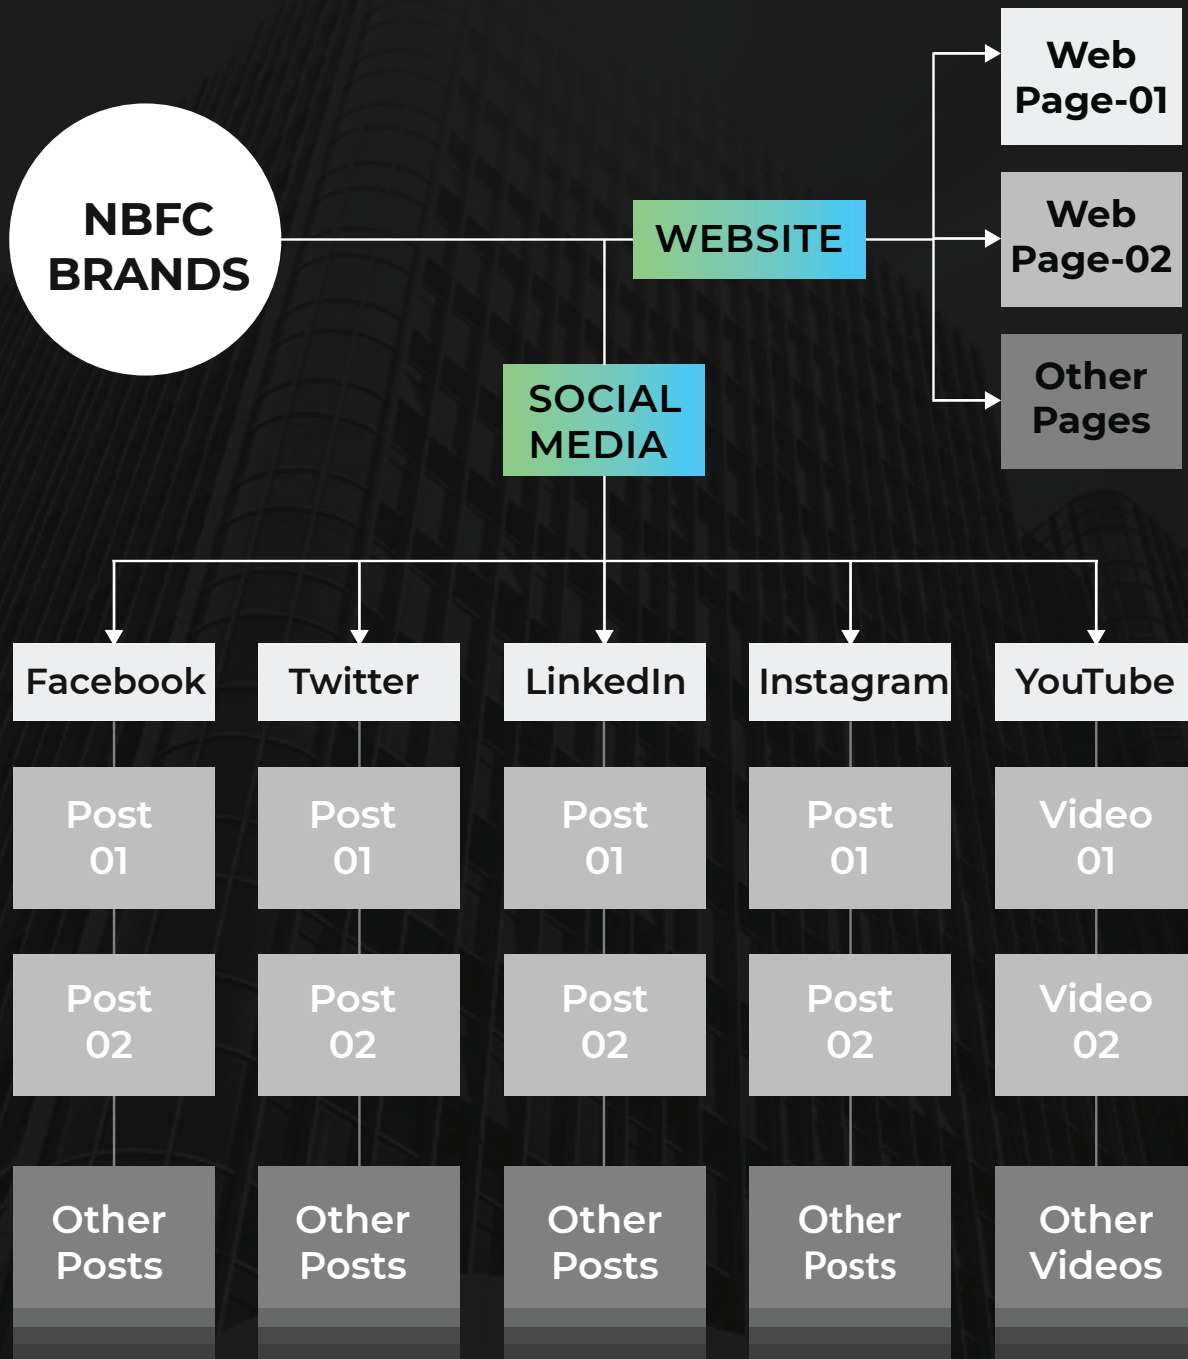 NBFC
BRANDS
WEBSITE
SOCIAL
MEDIA
Web
Page-01
Web
Page-02
Other
Pages
Facebook
Twitter
LinkedIn
Instagram
YouTube
Post
01
Post
01
Post
01
Post
01
Video
01
Post
02
Post
02
Post
02
Post
02
Video
02
Other
Posts
Other
Posts
Other
Posts
Other
Posts
Other
Videos